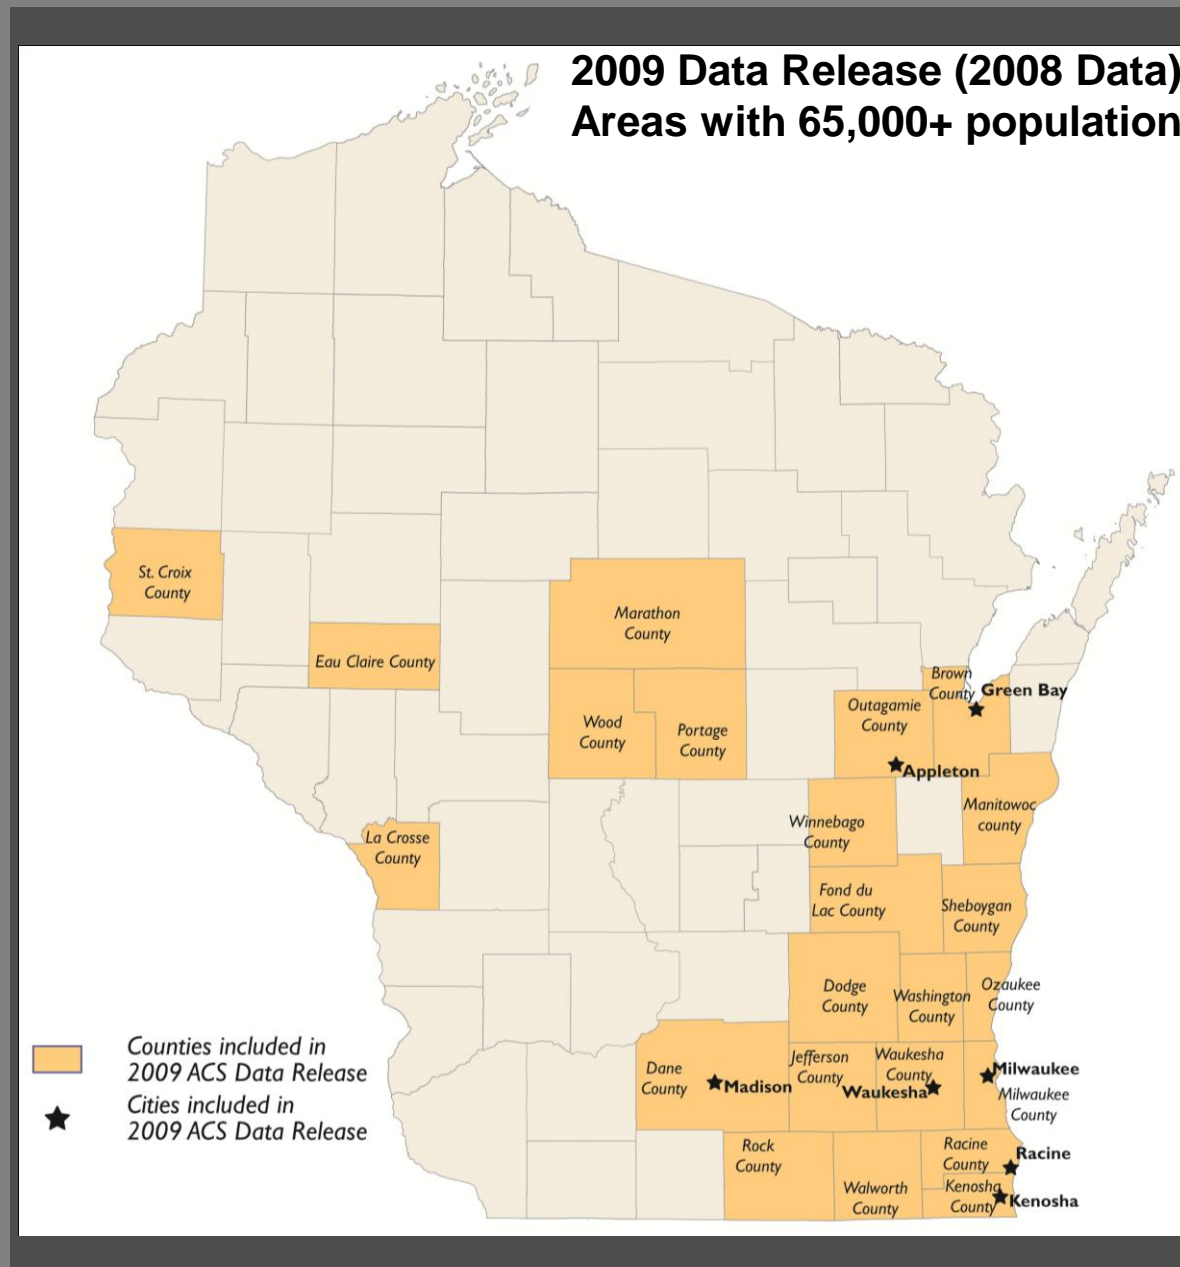 2009 Data Release (2008 Data)
Areas with 65,000+ population
St. Croix
County
Marathon
County
Eau Claire County
Brown
County
Green Bay
Outagamie
County
Wood
County
Portage
County
Appleton
Manitowoc
county
Winnebago
County
La Crosse
County
Fond du
Lac County
Sheboygan
County
Dodge
County
Washington
County
Ozaukee
County
Counties included in
2009 ACS Data Release
Cities included in
2009 ACS Data Release
Dane
County
Madison
Jefferson
County
Waukesha
County
Waukesha
Milwaukee
Milwaukee
County
Rock
County
Walworth
County
Racine
County
Racine
Kenosha
County
Kenosha